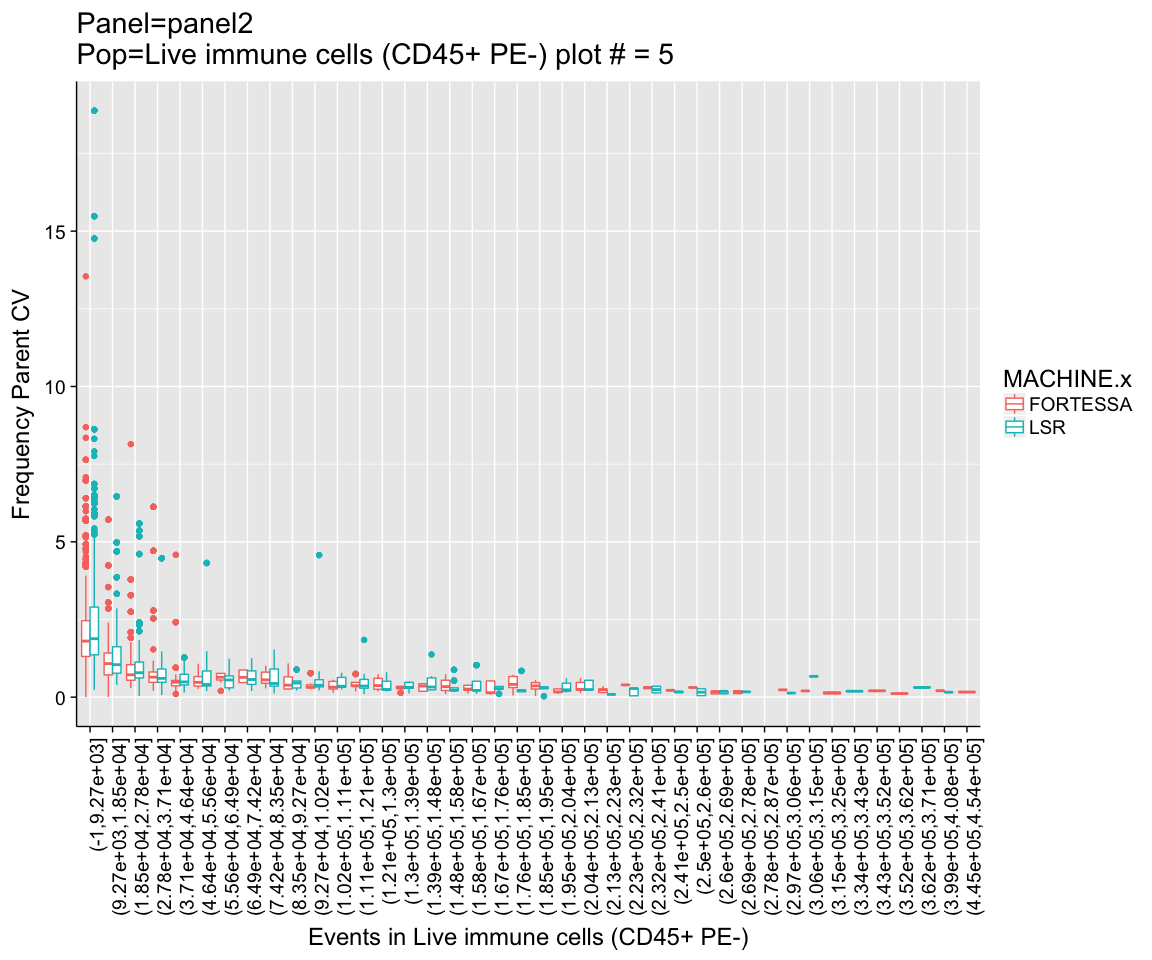 Panel=panel2
Pop=Live immune cells (CD45+ PE-) plot # = 5
Frequency Parent CV
15
10
5
0
(-1,9.27e+03]
(9.27e+03,1.85e+04]
(1.85e+04,2.78e+04]
(2.78e+04,3.71e+04]
(3.71e+04,4.64e+04]
(4.64e+04,5.56e+04]
(5.56e+04,6.49e+04]
(6.49e+04,7.42e+04]
(7.42e+04,8.35e+04]
(8.35e+04,9.27e+04]
(9.27e+04,1.02e+05]
(1.02e+05,1.11e+05]
(1.11e+05,1.21e+05]
(1.21e+05,1.3e+05]
(1.3e+05,1.39e+05]
(1.39e+05,1.48e+05]
(1.48e+05,1.58e+05]
(1.58e+05,1.67e+05]
(1.67e+05,1.76e+05]
(1.76e+05,1.85e+05]
(1.85e+05,1.95e+05]
(1.95e+05,2.04e+05]
(2.04e+05,2.13e+05]
(2.13e+05,2.23e+05]
(2.23e+05,2.32e+05]
(2.32e+05,2.41e+05]
(2.41e+05,2.5e+05]
(2.5e+05,2.6e+05]
(2.6e+05,2.69e+05]
(2.69e+05,2.78e+05]
(2.78e+05,2.87e+05]
(2.97e+05,3.06e+05]
(3.06e+05,3.15e+05]
(3.15e+05,3.25e+05]
(3.34e+05,3.43e+05]
(3.43e+05,3.52e+05]
(3.52e+05,3.62e+05]
(3.62e+05,3.71e+05]
(3.99e+05,4.08e+05]
(4.45e+05,4.54e+05]
Events in Live immune cells (CD45+ PE-)
MACHINE.x
FORTESSA
LSR